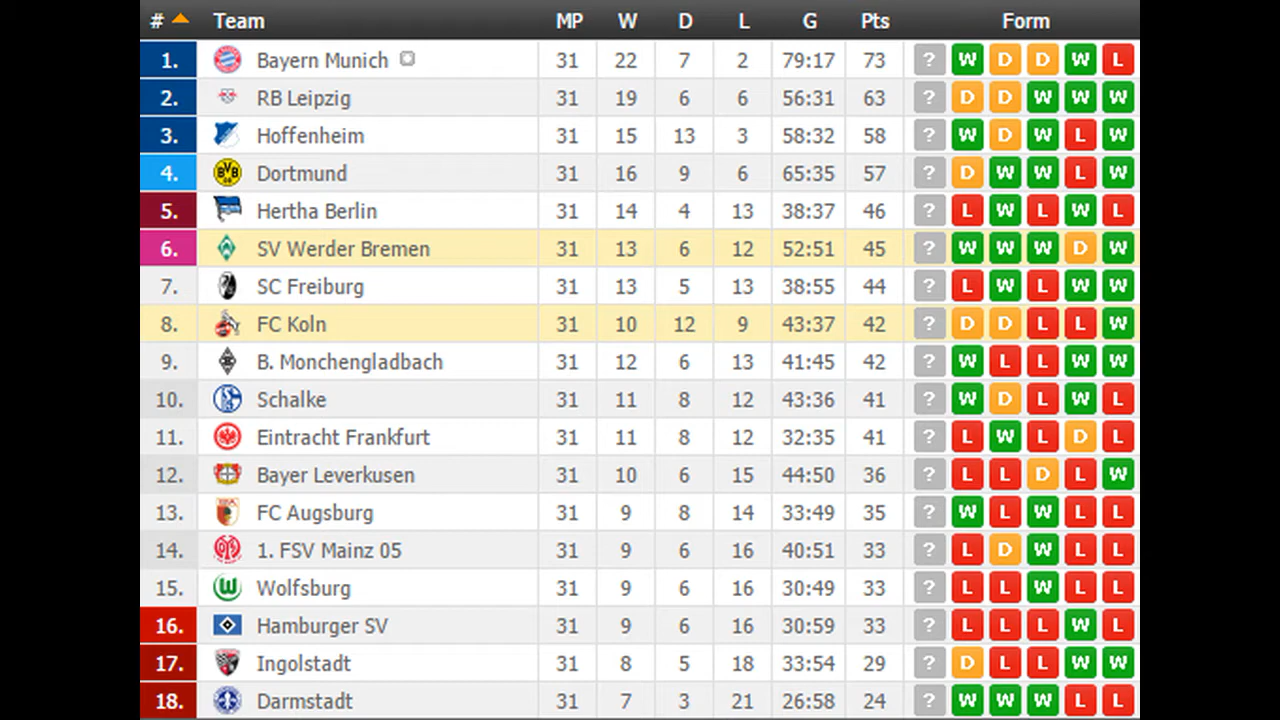 # Team MP W D L G Pts Form
1. Bayern Munich 31 22 7 2 79:17 73 ? W D D W L
2. RB Leipzig 31 19 6 6 56:31 63 ? D D W W W
3. Hoffenheim 31 15 13 3 58:32 58 ? W D W L W
4. Dortmund 31 16 9 6 65:35 57 ? D W W L W
5. Hertha Berlin 31 14 4 13 38:37 46 ? L W L W L
6. SV Werder Bremen 31 13 6 12 52:51 45 ? W W W D W
7. SC Freiburg 31 13 5 13 38:55 44 ? L W L W W
8. FC Koln 31 10 12 9 43:37 42 ? D D L L W
9. B. Monchengladbach 31 12 6 13 41:45 42 ? W L L W W
10. Schalke 31 11 8 12 43:36 41 ? W D L W L
11. Eintracht Frankfurt 31 11 8 12 32:35 41 ? L W L D L
12. Bayer Leverkusen 31 10 6 15 44:50 36 ? L L D L W
13. FC Augsburg 31 9 8 14 33:49 35 ? W L W L L
14. 1. FSV Mainz 05 31 9 6 16 40:51 33 ? L D W L L
15. Wolfsburg 31 9 6 16 30:49 33 ? L L W L L
16. Hamburger SV 31 9 6 16 30:59 33 ? L L L W L
17. Ingolstadt 31 8 5 18 33:54 29 ? D L L W W
18. Darmstadt 31 7 3 21 26:58 24 ? W W W L L